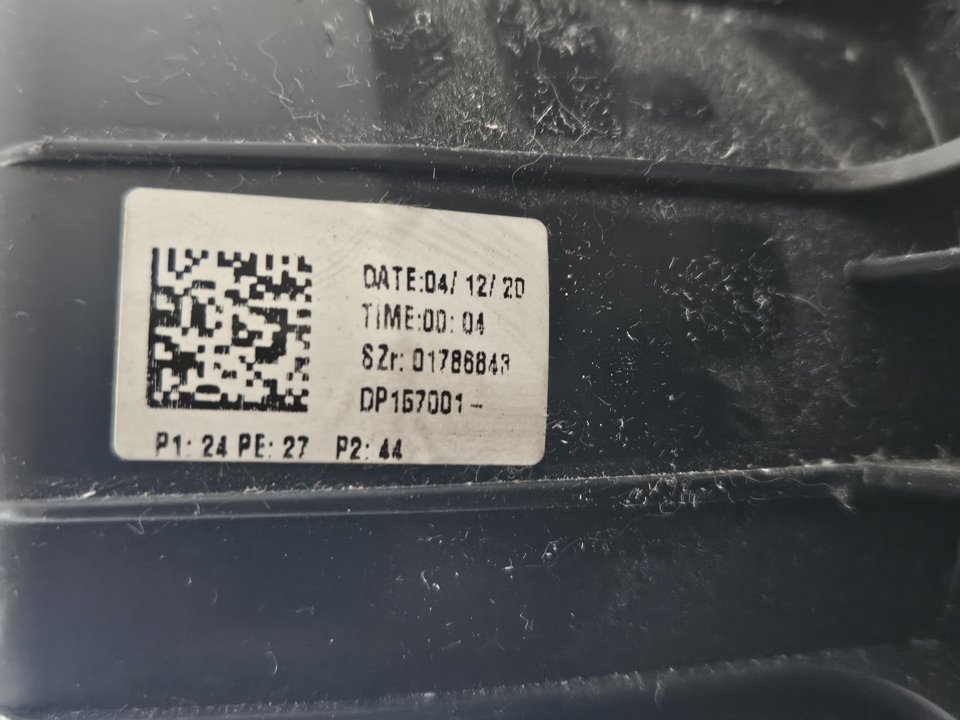 DATE:04/ 12/ 20
TIME:00: 04
SZr: 01786843
DP157001-
P1: 24 PE: 27 P2: 44